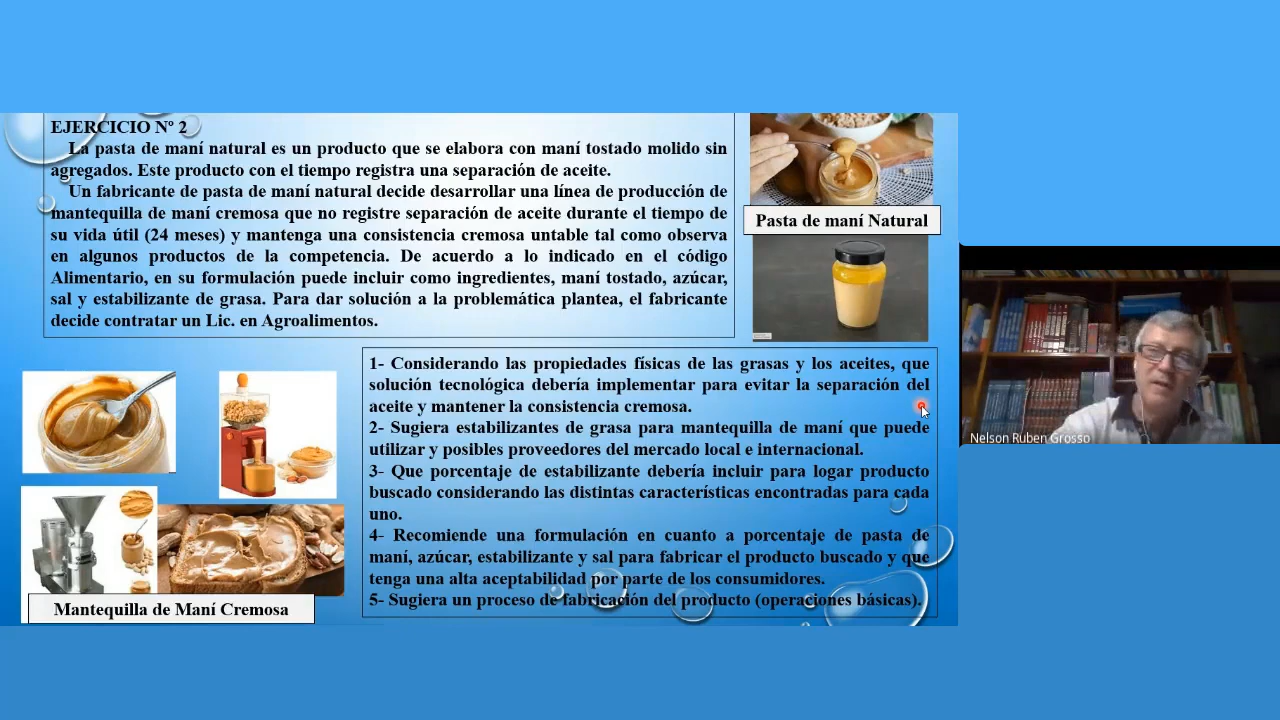 EJERCICIO Nº 2
La pasta de maní natural es un producto que se elabora con maní tostado molido sin
agregados. Este producto con el tiempo registra una separación de aceite.
Un fabricante de pasta de maní natural decide desarrollar una línea de producción de
mantequilla de maní cremosa que no registre separación de aceite durante el tiempo de
su vida útil (24 meses) y mantenga una consistencia cremosa untable tal como observa
en algunos productos de la competencia. De acuerdo a lo indicado en el código
Alimentario, en su formulación puede incluir como ingredientes, maní tostado, azúcar,
sal y estabilizante de grasa. Para dar solución a la problemática plantea, el fabricante
decide contratar un Lic. en Agroalimentos.
Pasta de maní Natural
1- Considerando las propiedades físicas de las grasas y los aceites, que
solución tecnológica debería implementar para evitar la separación del
aceite y mantener la consistencia cremosa.
2- Sugiera estabilizantes de grasa para mantequilla de maní que puede
utilizar y posibles proveedores del mercado local e internacional.
3- Que porcentaje de estabilizante debería incluir para logar producto
buscado considerando las distintas características encontradas para cada
uno.
4- Recomiende una formulación en cuanto a porcentaje de pasta de
maní, azúcar, estabilizante y sal para fabricar el producto buscado y que
tenga una alta aceptabilidad por parte de los consumidores.
5- Sugiera un proceso de fabricación del producto (operaciones básicas).
Mantequilla de Maní Cremosa
Nelson Ruben Grosso